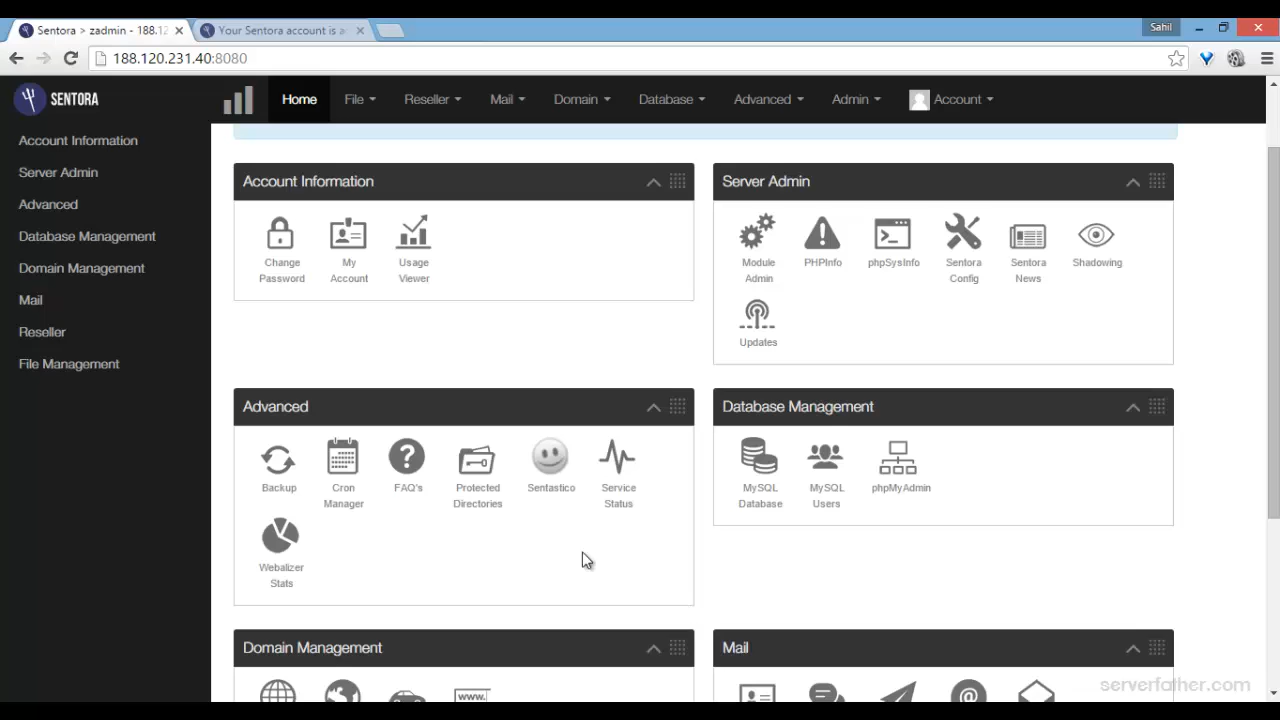 Sentora > zadmin - 188.12
Your Sentora account is a
Sahil
188.120.231.40:8080
SENTORA
Home
File
Reseller
Mail
Domain
Database
Advanced
Admin
Account
Account Information
Server Admin
Advanced
Database Management
Domain Management
Mail
Reseller
File Management
Account Information
Change
Password
My
Account
Usage
Viewer
Server Admin
Module
Admin
PHPInfo
phpSysInfo
Sentora
Config
Sentora
News
Shadowing
Updates
Advanced
Backup
Cron
Manager
FAQ's
Protected
Directories
Sentastico
Service
Status
Webalizer
Stats
Database Management
MySQL
Database
MySQL
Users
phpMyAdmin
Domain Management
www.
Mail
serverfather.com